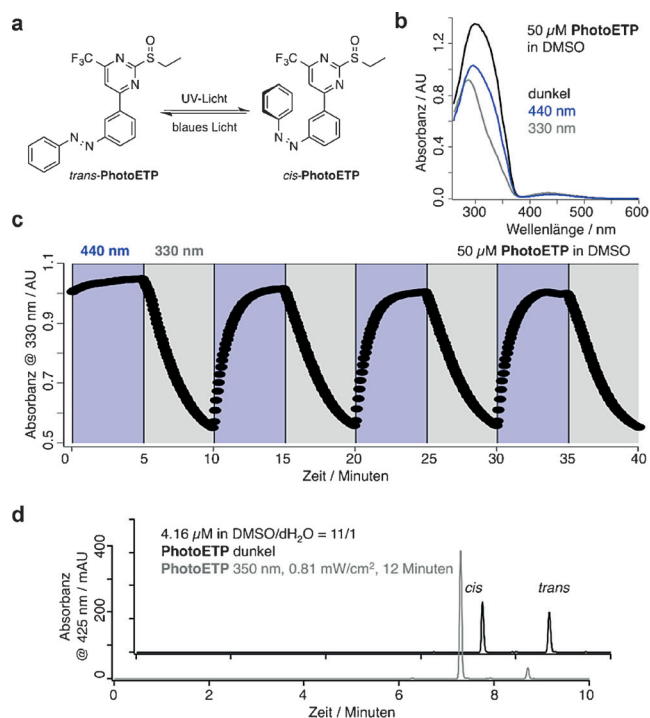 a
F₃C
N
N
S
O
N
N
trans-PhotoETP
UV-Licht
blaues Licht
F₃C
N
N
S
O
N
N
cis-PhotoETP
b
50 µM PhotoETP
in DMSO
dunkel
440 nm
330 nm
Absorbanz / AU
1.2
0.8
0.4
0.0
300 400 500 600
Wellenlänge / nm
c
440 nm 330 nm 50 µM PhotoETP in DMSO
Absorbanz @ 330 nm / AU
1.1
0.9
0.7
0.5
0 5 10 15 20 25 30 35 40
Zeit / Minuten
d
4.16 µM in DMSO/dH₂O = 11/1
PhotoETP dunkel
PhotoETP 350 nm, 0.81 mW/cm², 12 Minuten
cis trans
Absorbanz
@ 425 nm / mAU
400
200
0
0 2 4 6 8 10
Zeit / Minuten